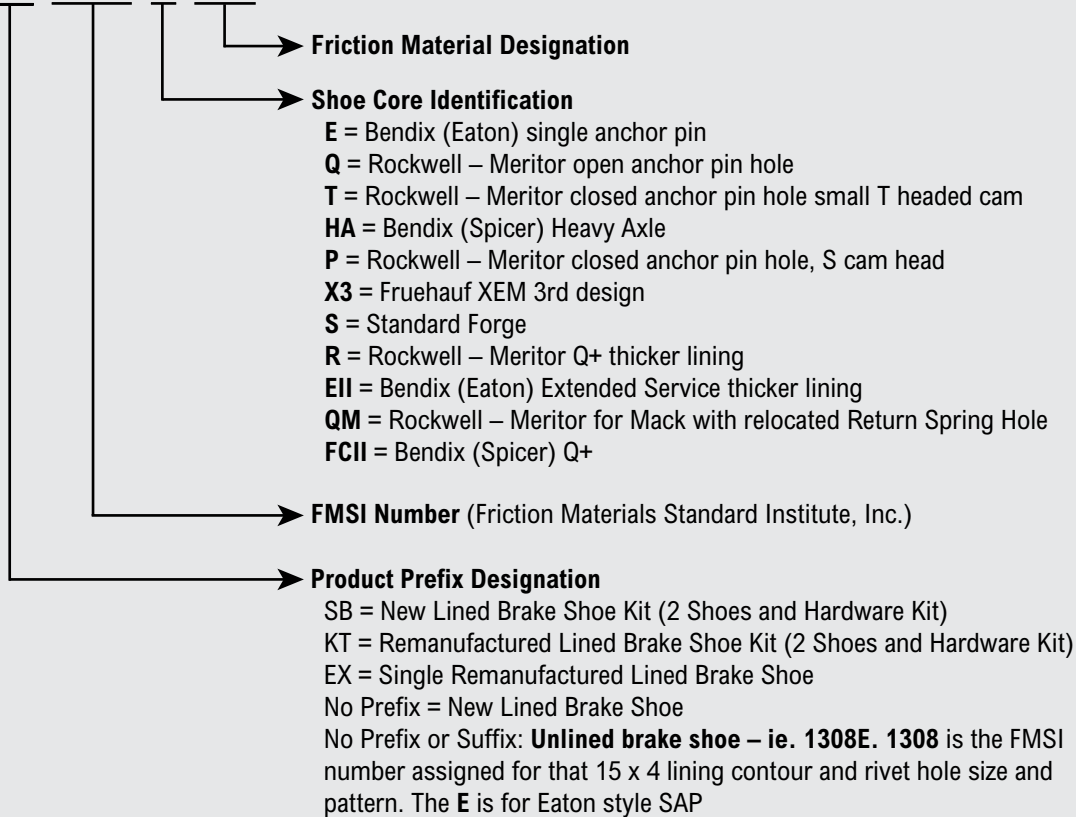 Friction Material Designation
Shoe Core Identification
E = Bendix (Eaton) single anchor pin
Q = Rockwell – Meritor open anchor pin hole
T = Rockwell – Meritor closed anchor pin hole small T headed cam
HA = Bendix (Spicer) Heavy Axle
P = Rockwell – Meritor closed anchor pin hole, S cam head
X3 = Fruehauf XEM 3rd design
S = Standard Forge
R = Rockwell – Meritor Q+ thicker lining
EII = Bendix (Eaton) Extended Service thicker lining
QM = Rockwell – Meritor for Mack with relocated Return Spring Hole
FCII = Bendix (Spicer) Q+
FMSI Number (Friction Materials Standard Institute, Inc.)
Product Prefix Designation
SB = New Lined Brake Shoe Kit (2 Shoes and Hardware Kit)
KT = Remanufactured Lined Brake Shoe Kit (2 Shoes and Hardware Kit)
EX = Single Remanufactured Lined Brake Shoe
No Prefix = New Lined Brake Shoe
No Prefix or Suffix: Unlined brake shoe – ie. 1308E. 1308 is the FMSI
number assigned for that 15 x 4 lining contour and rivet hole size and
pattern. The E is for Eaton style SAP